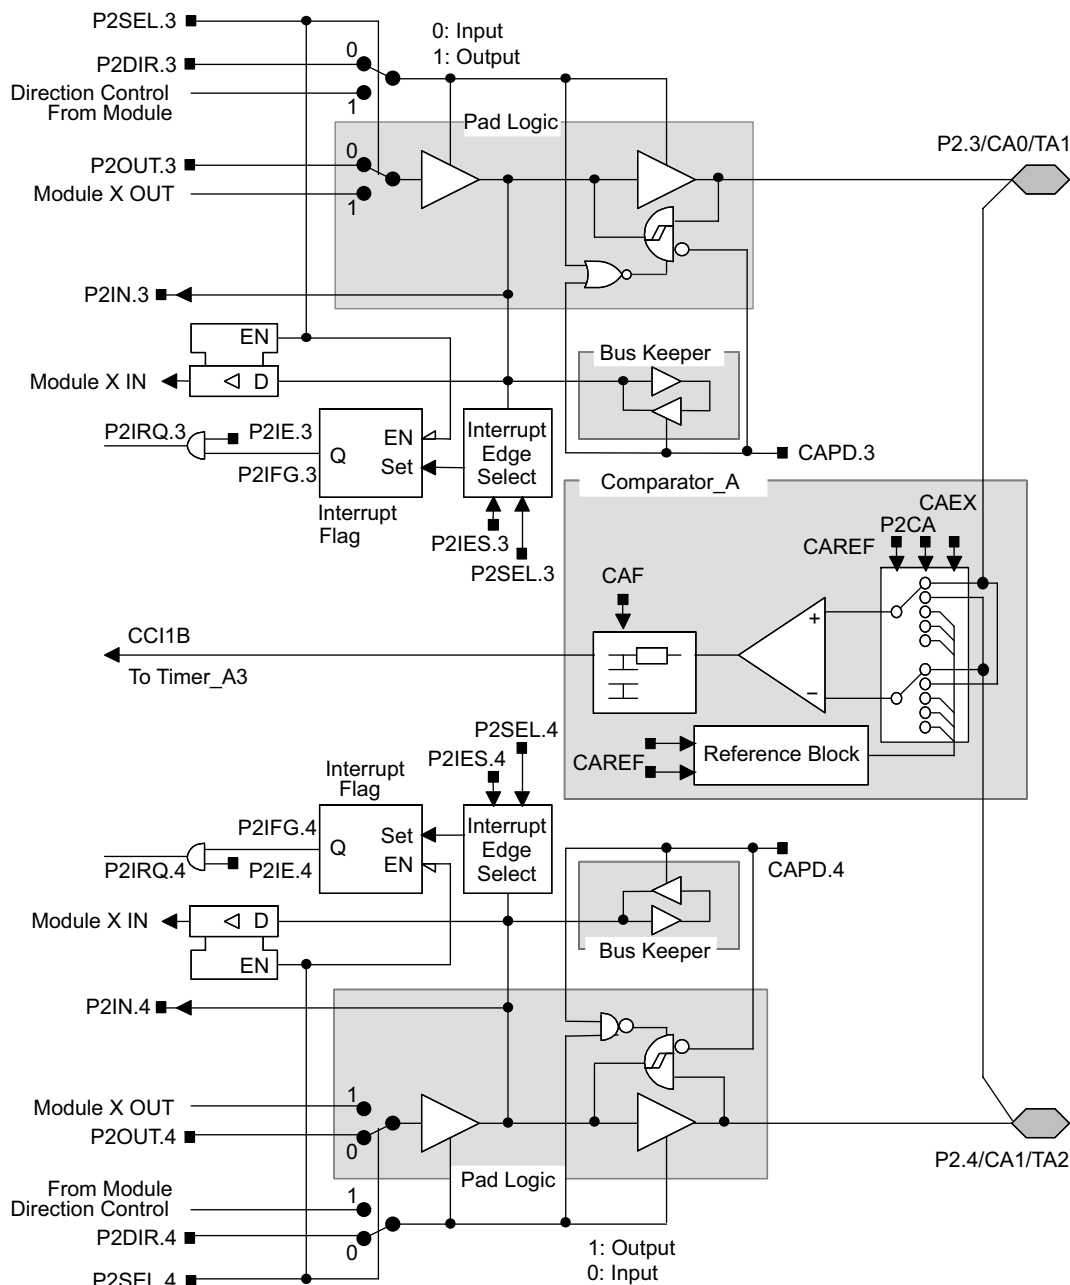 P2SEL.3
0: Input
1: Output
P2DIR.3
0
Direction Control
From Module
1
Pad Logic
P2OUT.3
0
Module X OUT
1
P2.3/CA0/TA1
P2IN.3
EN
Bus Keeper
Module X IN
D
P2IRQ.3
P2IE.3
P2IFG.3
Q
EN
Set
Interrupt
Edge
Select
CAPD.3
Interrupt
Flag
P2IES.3
P2SEL.3
Comparator_A
CAEX
P2CA
CAREF
CAF
+
−
CCI1B
To Timer_A3
Reference Block
CAREF
P2SEL.4
P2IES.4
Interrupt
Flag
P2IFG.4
P2IRQ.4
P2IE.4
Q
Set
EN
Interrupt
Edge
Select
CAPD.4
Module X IN
D
EN
Bus Keeper
P2IN.4
Module X OUT
1
P2OUT.4
0
Pad Logic
P2.4/CA1/TA2
From Module
Direction Control
1
P2DIR.4
0
1: Output
0: Input
P2SEL.4